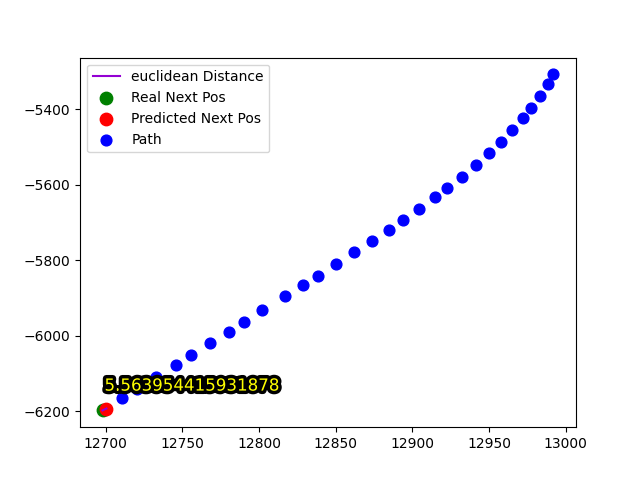 euclidean Distance
Real Next Pos
Predicted Next Pos
Path
−5400
−5600
−5800
−6000
−6200
5.563954415931878
12700 12750 12800 12850 12900 12950 13000